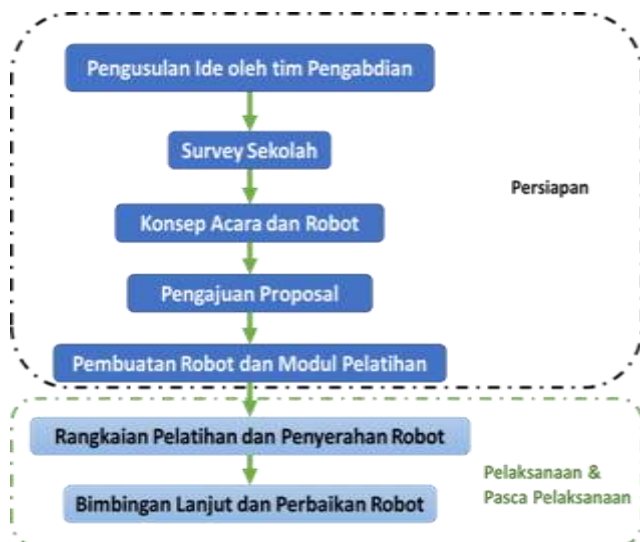 Pengusulan Ide oleh tim Pengabdian
Survey Sekolah
Persiapan
Konsep Acara dan Robot
Pengajuan Proposal
Pembuatan Robot dan Modul Pelatihan
Rangkaian Pelatihan dan Penyerahan Robot
Pelaksanaan &
Pasca Pelaksanaan
Bimbingan Lanjut dan Perbaikan Robot